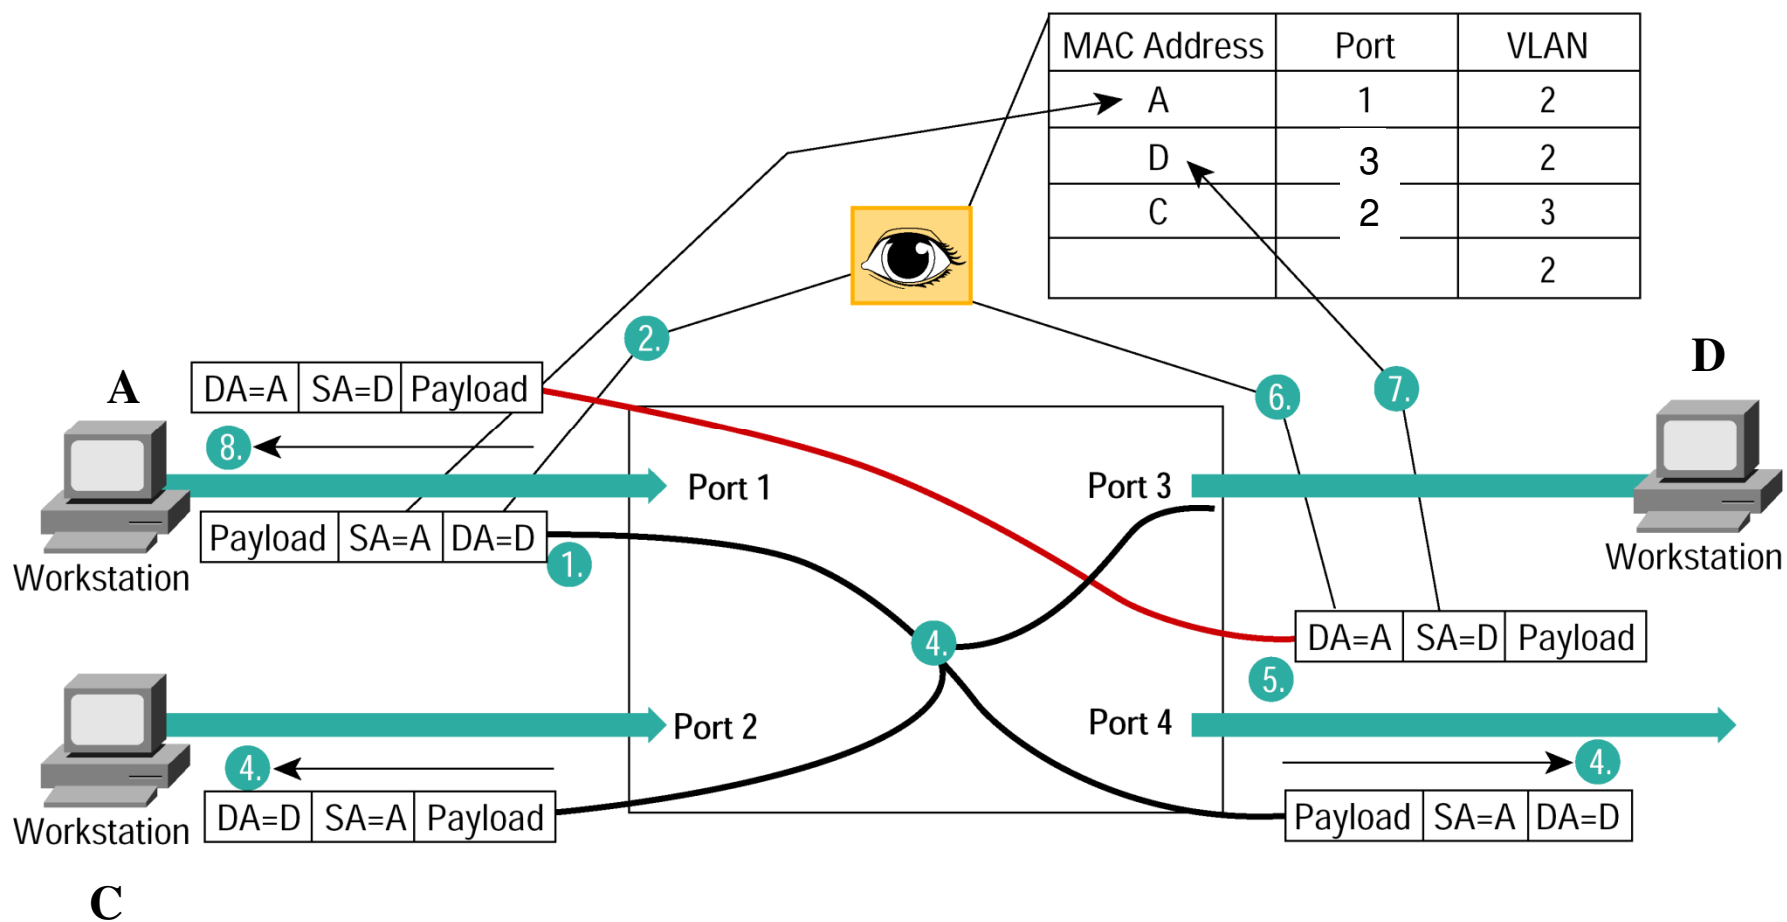 MAC Address Port VLAN
A 1 2
D 3 2
C 2 3
2
2.
D
A
DA=A SA=D Payload
6.
7.
8.
Port 1
Port 3
Payload SA=A DA=D
1.
Workstation
Workstation
4.
DA=A SA=D Payload
5.
Port 2
Port 4
4.
4.
DA=D SA=A Payload
Payload SA=A DA=D
Workstation
C